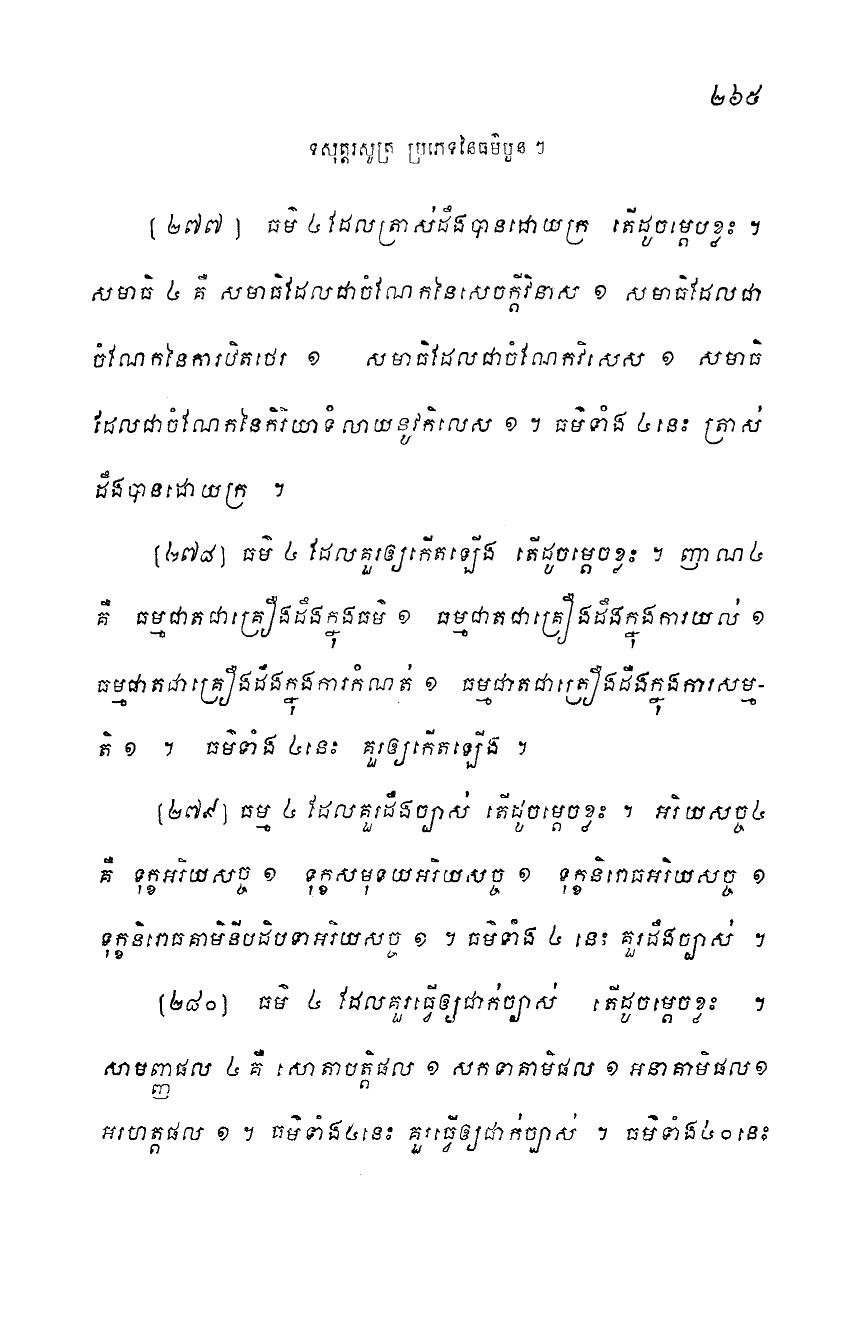 ២៦៥
ទសុត្តរសូត្រ ប្រភេទនៃធម៌បួន ៗ
[២៧៧] ធម៌ ៤ ដែលត្រាស់ដឹងបានដោយក្រ តើដូចម្តេចខ្លះ ។
សមាធិ ៤ គឺ សមាធិដែលជាចំណែកនៃសេចក្តីវិនាស ១ សមាធិដែលជា
ចំណែកនៃការឋិតថេរ ១ សមាធិដែលជាចំណែកវិសេស ១ សមាធិ
ដែលជាចំណែកនៃកិរិយាទំលាយនូវកិលេស ១ ។ ធម៌ទាំង ៤នេះ ត្រាស់
ដឹងបានដោយក្រ ។
[២៧៨] ធម៌ ៤ ដែលគួរឲ្យកើតឡើង តើដូចម្តេចខ្លះ ។ ញាណ៤
គឺ ធម្មជាតជាគ្រឿងដឹងក្នុងធម៌ ១ ធម្មជាតជាគ្រឿងដឹងក្នុងការយល់ ១
ធម្មជាតជាគ្រឿងដឹងក្នុងការកំណត់ ១ ធម្មជាតជាគ្រឿងដឹងក្នុងការសម្ម-
តិ ១ ។ ធម៌ទាំង ៤នេះ គួរឲ្យកើតឡើង ។
[២៧៩] ធម្ម ៤ ដែលគួរដឹងច្បាស់ តើដូចម្តេចខ្លះ ។ អរិយសច្ច៤
គឺ ទុក្ខអរិយសច្ច ១ ទុក្ខសមុទយអរិយសច្ច ១ ទុក្ខនិរោធអរិយសច្ច ១
ទុក្ខនិរោធគាមិនីបដិបទាអរិយសច្ច ១ ។ ធម៌ទាំង ៤ នេះ គួរដឹងច្បាស់ ។
[២៨០] ធម៌ ៤ ដែលគួរធ្វើឲ្យជាក់ច្បាស់ តើដូចម្តេចខ្លះ ។
សាមញ្ញផល ៤ គឺ សោតាបត្តិផល ១ សកទាគាមិផល ១ អនាគាមិផល១
អរហត្តផល ១ ។ ធម៌ទាំង៤នេះ គួរធ្វើឲ្យជាក់ច្បាស់ ។ ធម៌ទាំង៤០នេះ